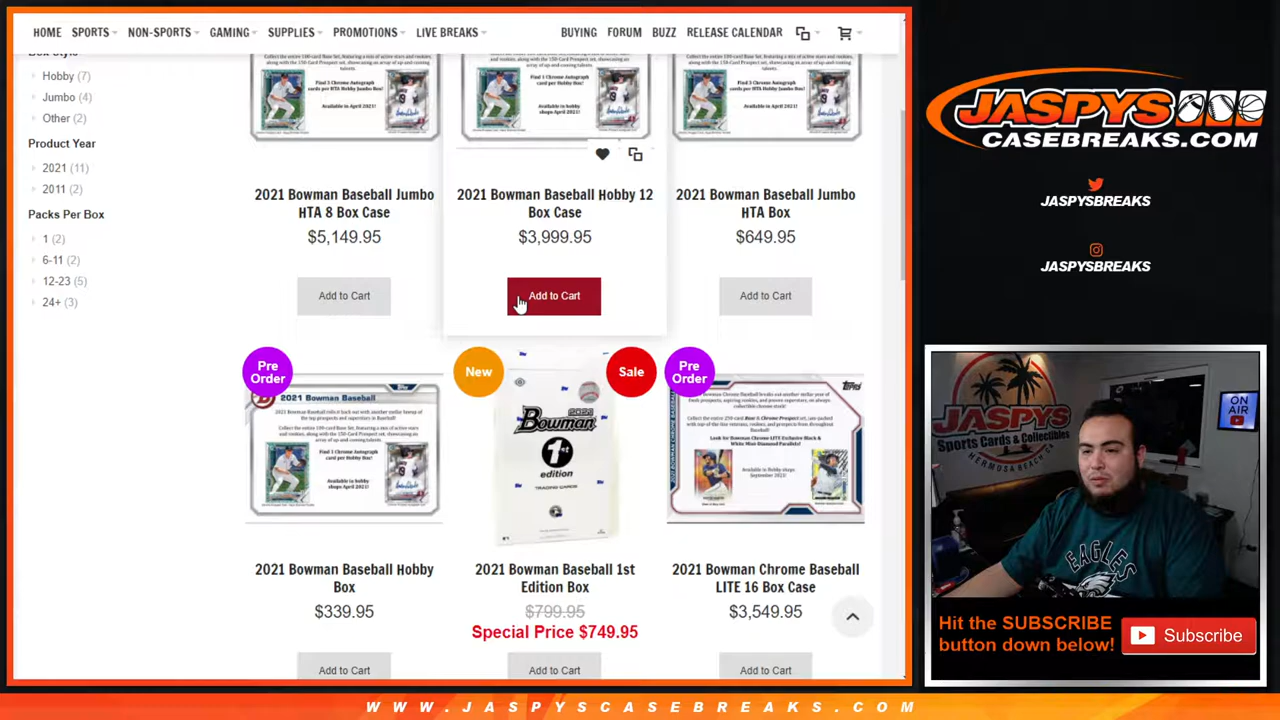 HOME SPORTS NON-SPORTS GAMING SUPPLIES PROMOTIONS LIVE BREAKS BUYING FORUM BUZZ RELEASE CALENDAR
Hobby (7)
Jumbo (4)
Other (2)
Product Year
2021 (11)
2011 (2)
Packs Per Box
1 (2)
6-11 (2)
12-23 (5)
24+ (3)
Available in April 2021!
2021 Bowman Baseball Jumbo
HTA 8 Box Case
$5,149.95
Add to Cart
2021 Bowman Baseball Hobby 12
Box Case
$3,999.95
Add to Cart
2021 Bowman Baseball Jumbo
HTA Box
$649.95
Add to Cart
Pre
Order
2021 Bowman Baseball
2021 Bowman Baseball Hobby
Box
$339.95
Add to Cart
New
Sale
Bowman
1st
edition
TRADING CARDS
2021 Bowman Baseball 1st
Edition Box
$799.95
Special Price $749.95
Add to Cart
Pre
Order
topps
2021 Bowman Chrome Baseball
LITE 16 Box Case
$3,549.95
Add to Cart
JASPYS
CASEBREAKS.COM
JASPYSBREAKS
JASPYSBREAKS
JASPYS
Sports Cards & Collectibles
HERMOSA BEACH, CA
ON
AIR
EAGLES
Hit the SUBSCRIBE
button down below!
Subscribe
WWW.JASPYSCASEBREAKS.COM